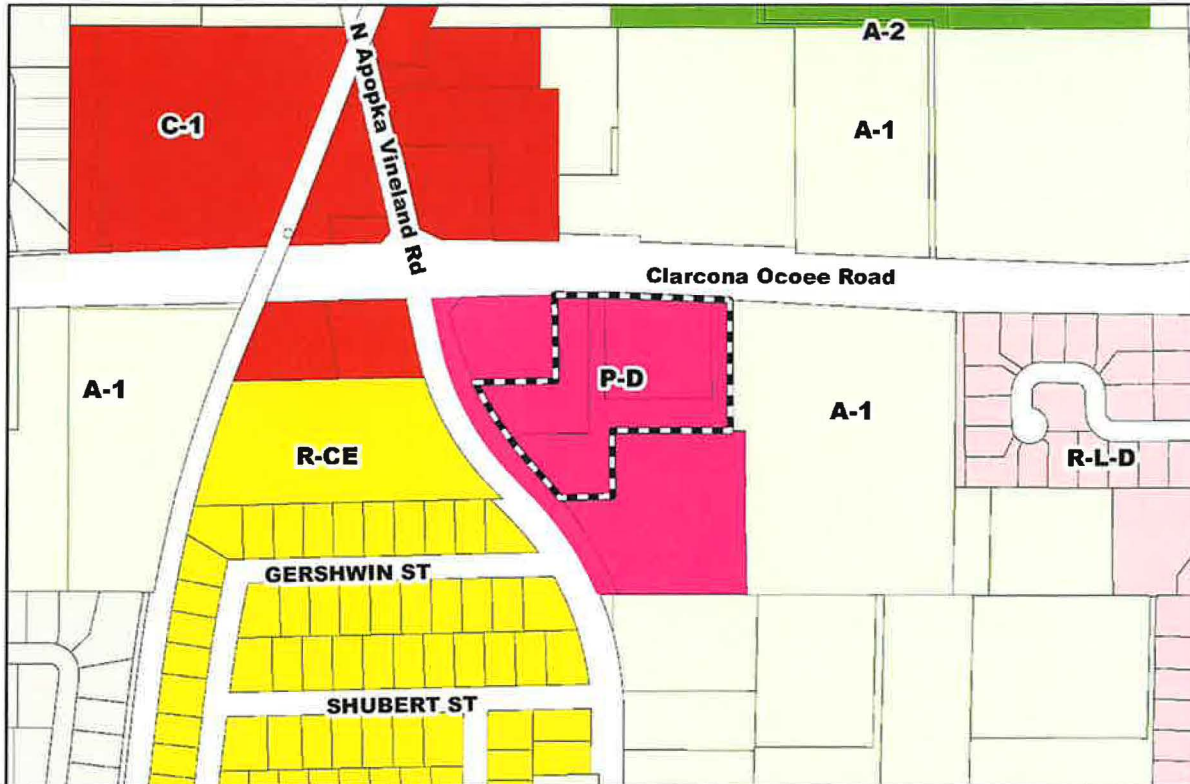 A-2
N Apopka Vineland Rd
C-1
A-1
Clarcona Ocoee Road
P-D
A-1
A-1
R-CE
R-L-D
GERSHWIN ST
SHUBERT ST